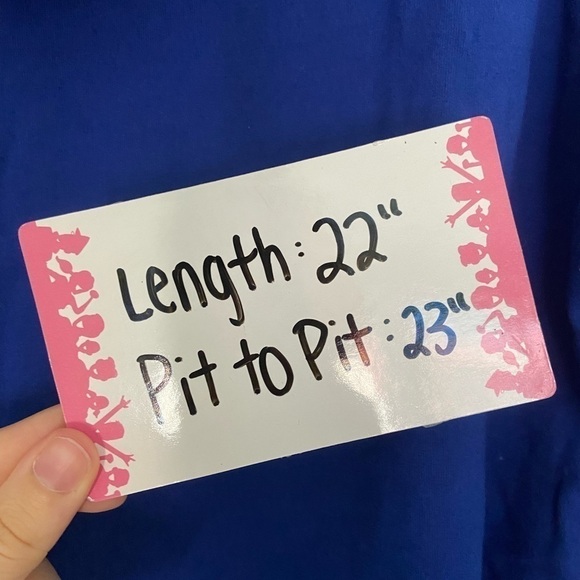 Length: 22"
Pit to Pit: 23"